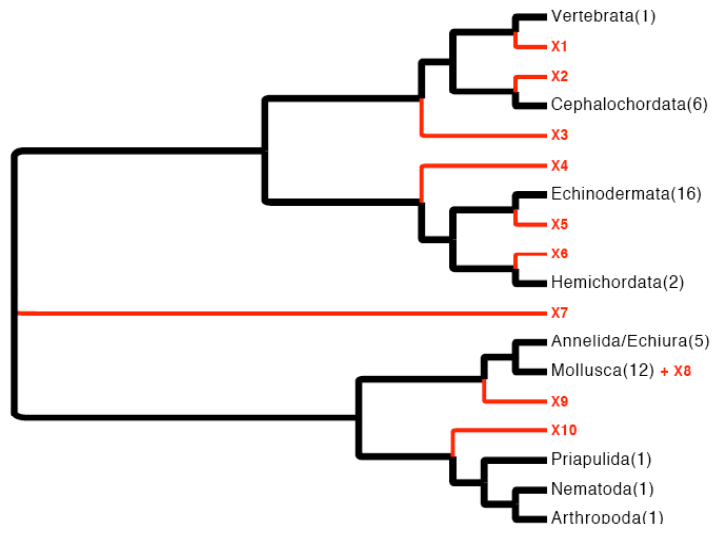 Vertebrata(1)
X1
X2
Cephalochordata(6)
X3
X4
Echinodermata(16)
X5
X6
Hemichordata(2)
X7
Annelida/Echiura(5)
Mollusca(12) + X8
X9
X10
Priapulida(1)
Nematoda(1)
Arthropoda(1)